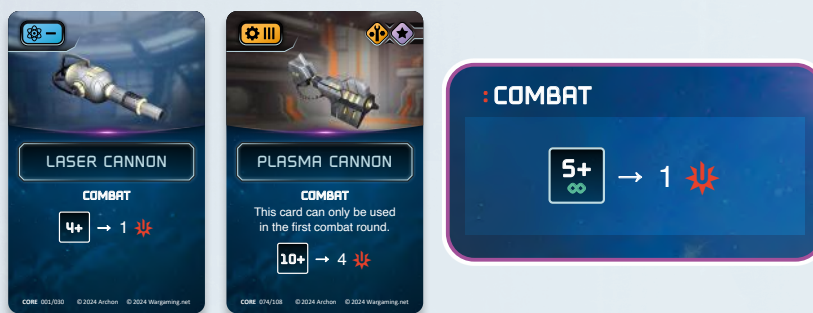 LASER CANNON
COMBAT
4+ → 1
CORE 001/030 ©2024 Archon ©2024 Wargaming.net
III
PLASMA CANNON
COMBAT
This card can only be used
in the first combat round.
10+ → 4
CORE 074/108 ©2024 Archon ©2024 Wargaming.net
:COMBAT
5+
∞
→ 1